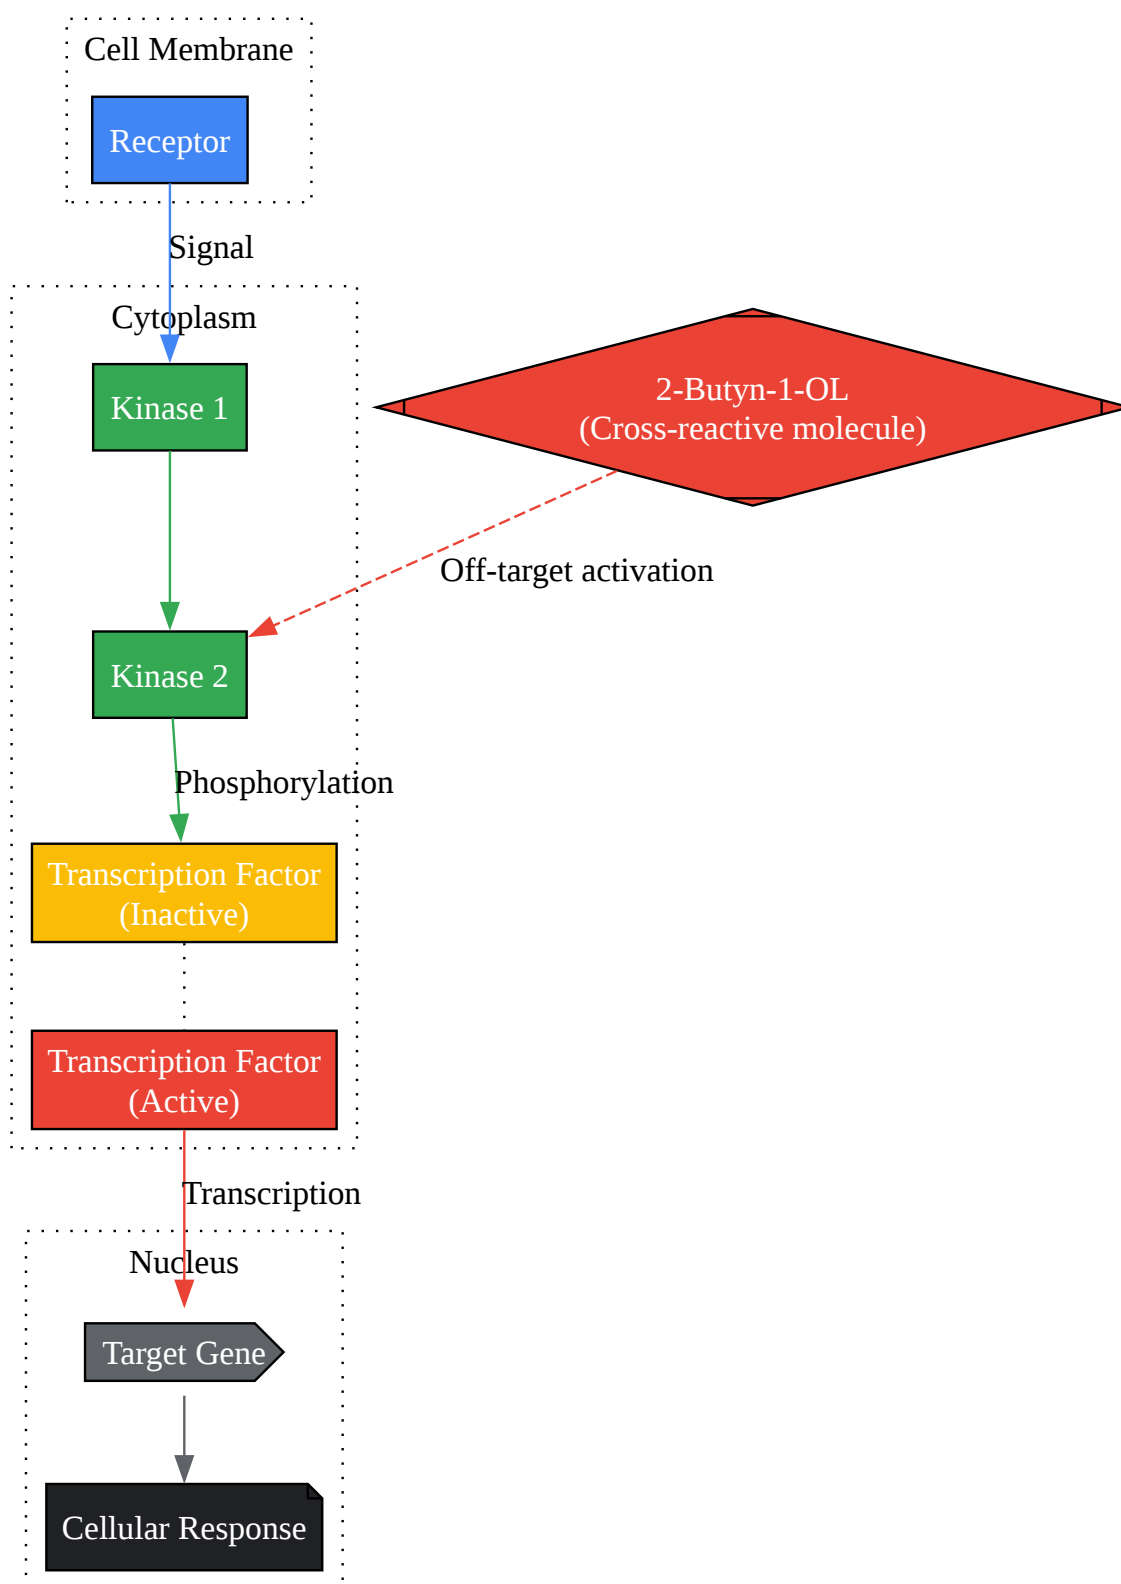 Cell Membrane
Receptor
Signal
Cytoplasm
Kinase 1
2-Butyn-1-OL
(Cross-reactive molecule)
Off-target activation
Kinase 2
Phosphorylation
Transcription Factor
(Inactive)
Transcription Factor
(Active)
Transcription
Nucleus
Target Gene
Cellular Response